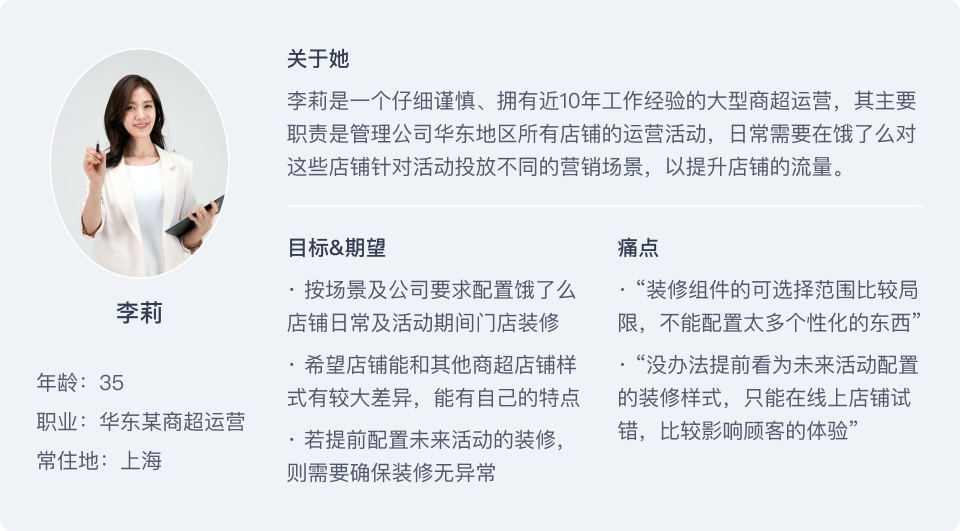 李莉
年龄：35
职业：华东某商超运营
常住地：上海
关于她
李莉是一个仔细谨慎、拥有近10年工作经验的大型商超运营，其主要
职责是管理公司华东地区所有店铺的运营活动，日常需要在饿了么对
这些店铺针对活动投放不同的营销场景，以提升店铺的流量。
目标&期望
· 按场景及公司要求配置饿了么
店铺日常及活动期间门店装修
· 希望店铺能和其他商超店铺样
式有较大差异，能有自己的特点
· 若提前配置未来活动的装修，
则需要确保装修无异常
痛点
· “装修组件的可选择范围比较局
限，不能配置太多个性化的东西”
· “没办法提前看为未来活动配置
的装修样式，只能在线上店铺试
错，比较影响顾客的体验”